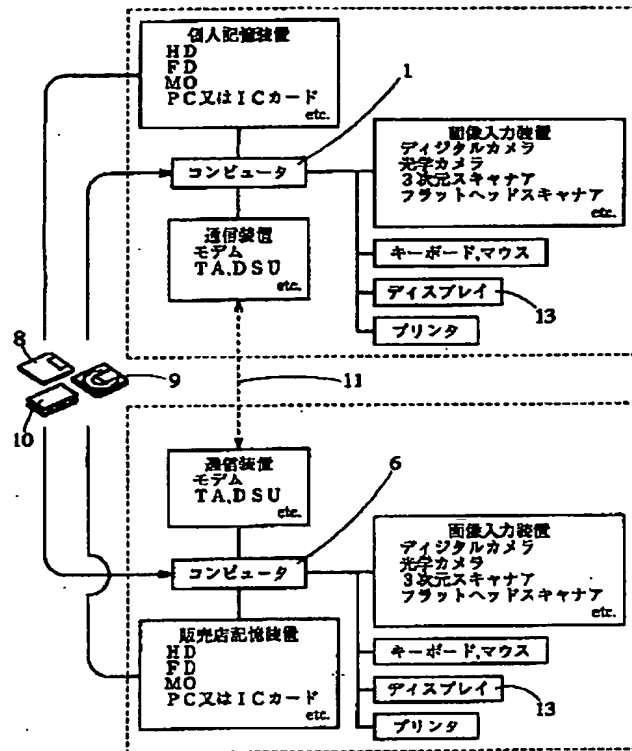 個人記憶装置
HD
FD
MO
PC又はICカード
etc.
1
コンピュータ
画像入力装置
ディジタルカメラ
光学カメラ
3次元スキャナア
フラットヘッドスキャナア
etc.
通信装置
モデム
TA,DSU
etc.
キーボード,マウス
ディスプレイ
13
プリンタ
8
9
10
11
通信装置
モデム
TA,DSU
etc.
6
コンピュータ
画像入力装置
ディジタルカメラ
光学カメラ
3次元スキャナア
フラットヘッドスキャナア
etc.
販売店記憶装置
HD
FD
MO
PC又はICカード
etc.
キーボード,マウス
ディスプレイ
13
プリンタ